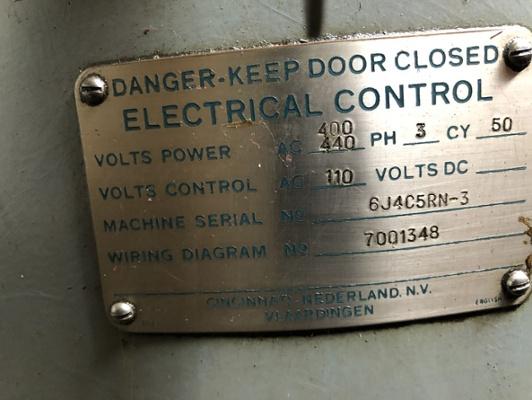 DANGER-KEEP DOOR CLOSED
ELECTRICAL CONTROL
400
VOLTS POWER AC 440 PH 3 CY 50
VOLTS CONTROL AC 110 VOLTS DC
MACHINE SERIAL NO. 6J4C5RN-3
WIRING DIAGRAM NO. 7001348
CINCINNATI NEDERLAND. N.V.
VLAARDINGEN
ENGLISH